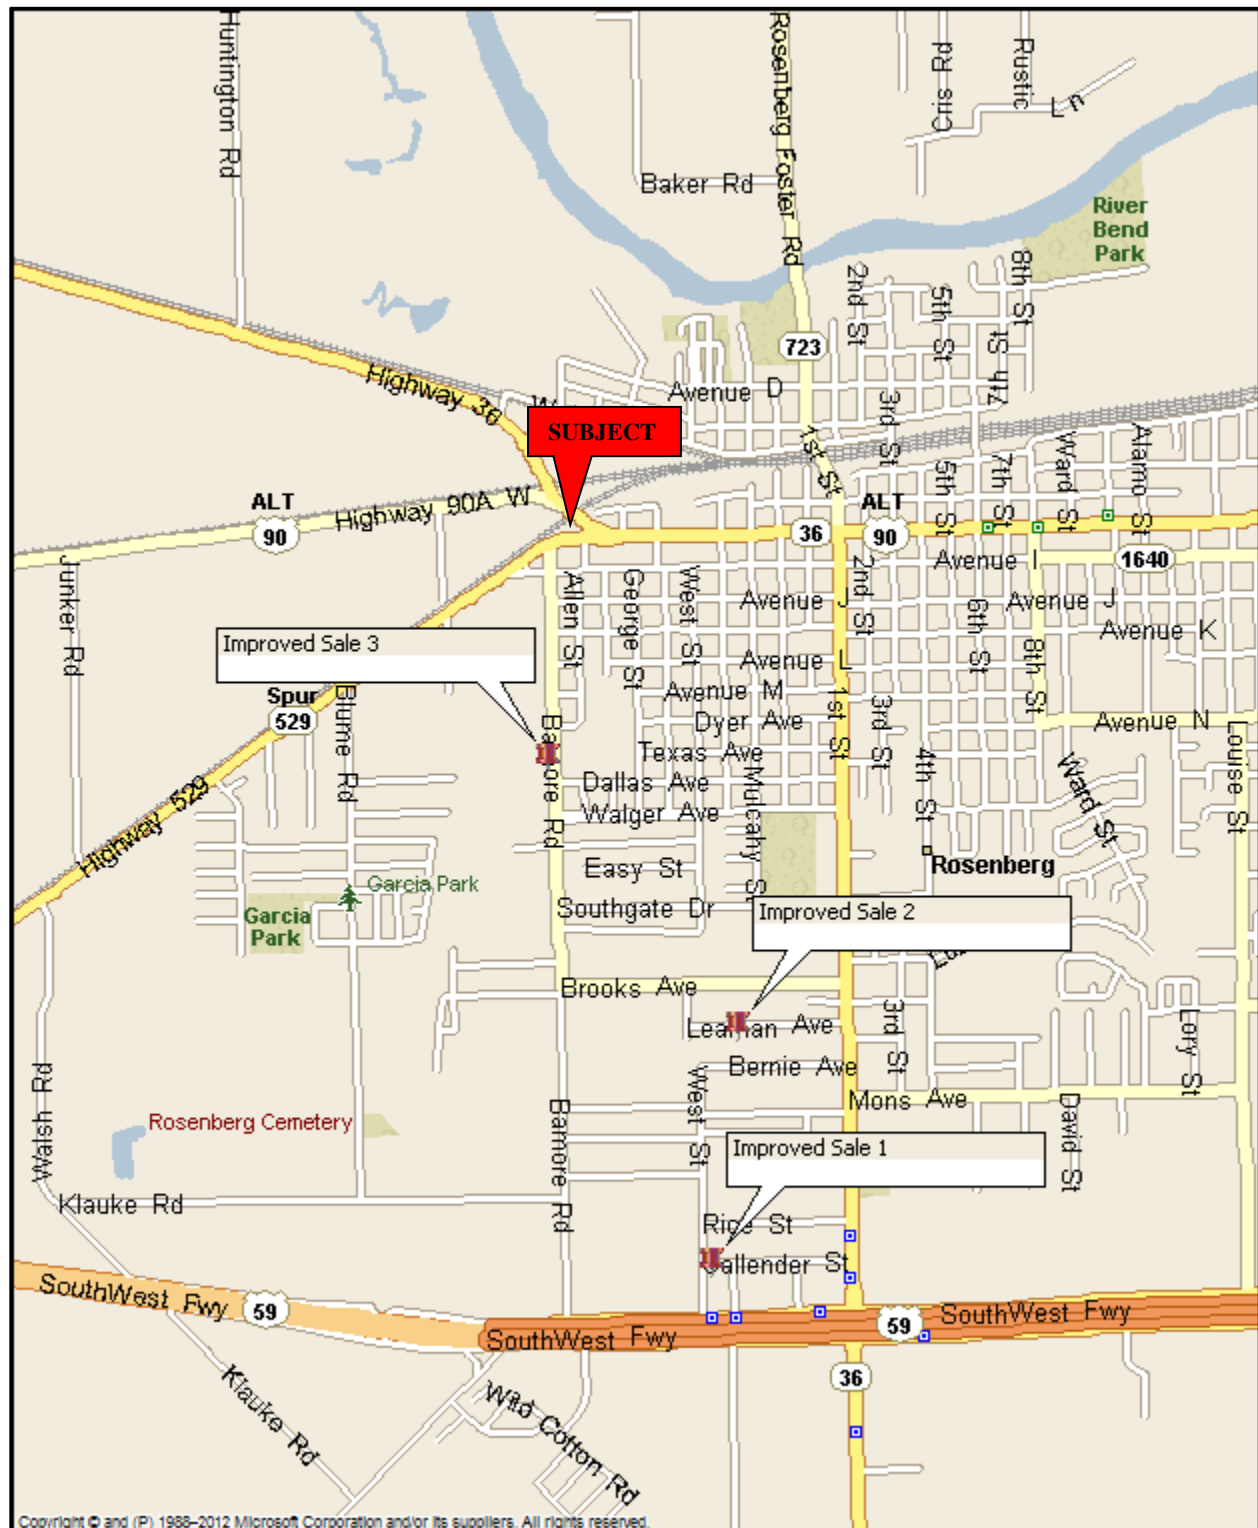 Huntington Rd
Rosenberg Foster Rd
Cris Rd
Rustic Ln
Baker Rd
River
Bend
Park
2nd St
5th St
8th St
7th St
723
Highway 36
Avenue D
W
3rd St
SUBJECT
1st St
5th St
7th St
Ward St
Alamo St
ALT
90
Highway 90A W
36
ALT
90
Avenue I
1640
Junker Rd
Allen St
George St
West St
Avenue J
2nd St
6th St
Avenue J
Avenue K
8th St
Improved Sale 3
Avenue L
Spur
529
Blume Rd
Avenue M
1st St
3rd St
Dyer Ave
Avenue N
Louise St
Texas Ave
4th St
Ward St
Dallas Ave
Mulcahy St
Walger Ave
Highway 529
Rosenberg
Easy St
Garcia Park
Garcia
Park
Southgate Dr
Improved Sale 2
Brooks Ave
Ave
3rd St
Lory St
Bernie Ave
West St
Walsh Rd
Mons Ave
David St
Rosenberg Cemetery
Bamore Rd
Improved Sale 1
Klauke Rd
Rice St
Callender St
SouthWest Fwy
59
SouthWest Fwy
59
SouthWest Fwy
36
Klauke Rd
Wild Cotton Rd
Copyright © and (P) 1988–2012 Microsoft Corporation and/or its suppliers. All rights reserved.